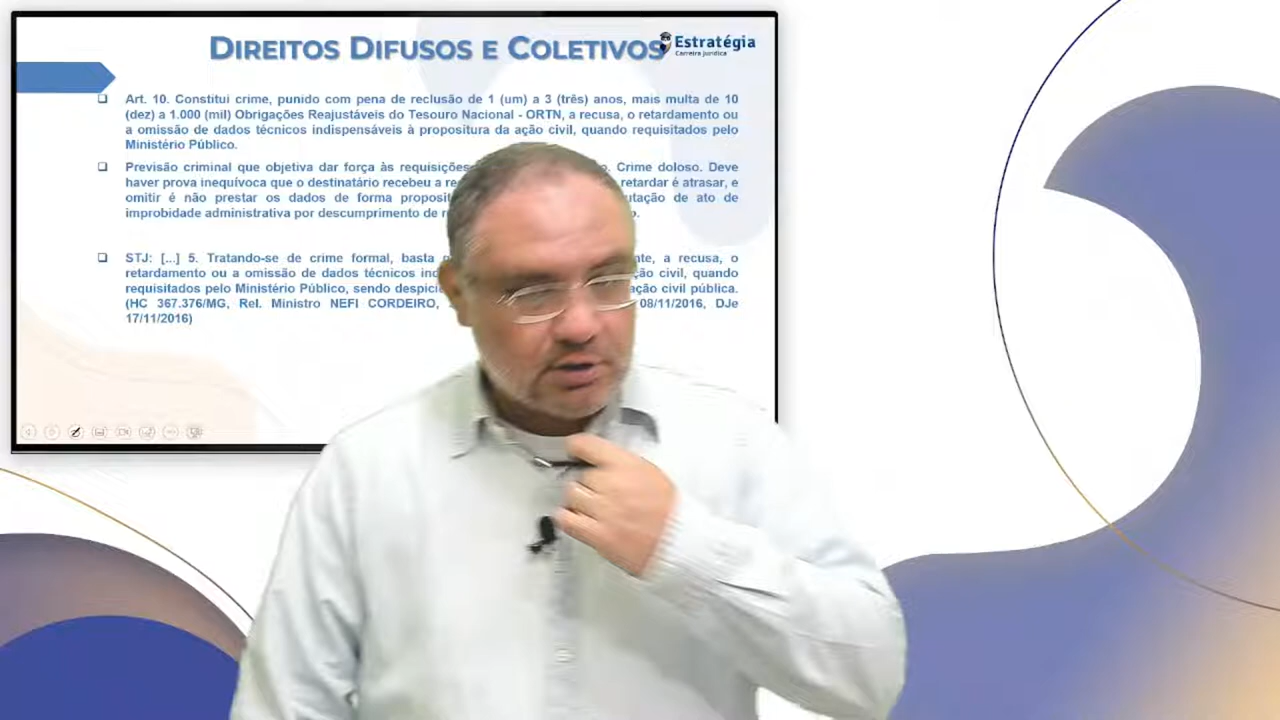 DIREITOS DIFUSOS E COLETIVOS
Estratégia
Carreira Jurídica
Art. 10. Constitui crime, punido com pena de reclusão de 1 (um) a 3 (três) anos, mais multa de 10
(dez) a 1.000 (mil) Obrigações Reajustáveis do Tesouro Nacional - ORTN, a recusa, o retardamento ou
a omissão de dados técnicos indispensáveis à propositura da ação civil, quando requisitados pelo
Ministério Público.
Previsão criminal que objetiva dar força às requisições Crime doloso. Deve
haver prova inequívoca que o destinatário recebeu a retardar é atrasar, e
omitir é não prestar os dados de forma ato de
improbidade administrativa por descumprimento de
STJ: [...] 5. Tratando-se de crime formal, basta a recusa, o
retardamento ou a omissão de dados técnicos civil, quando
requisitados pelo Ministério Público, sendo ação civil pública.
(HC 367.376/MG, Rel. Ministro NEFI CORDEIRO, 08/11/2016, DJe
17/11/2016)